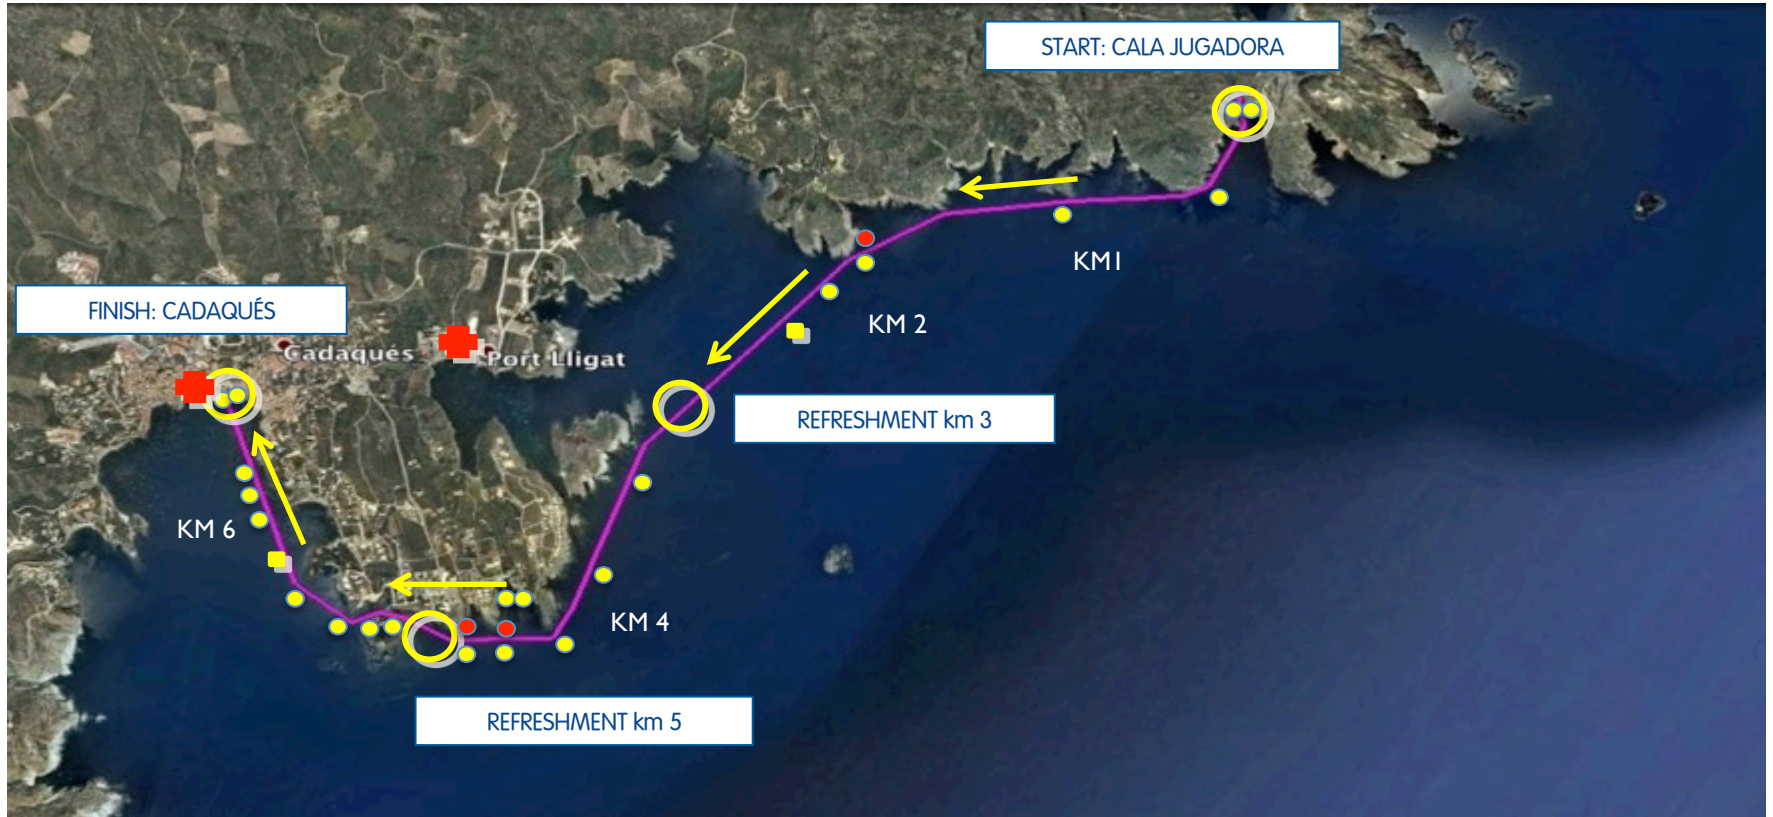 START: CALA JUGADORA
KM1
FINISH: CADAQUÉS
KM 2
Cadaqués
Port Lligat
REFRESHMENT km 3
KM 6
KM 4
REFRESHMENT km 5